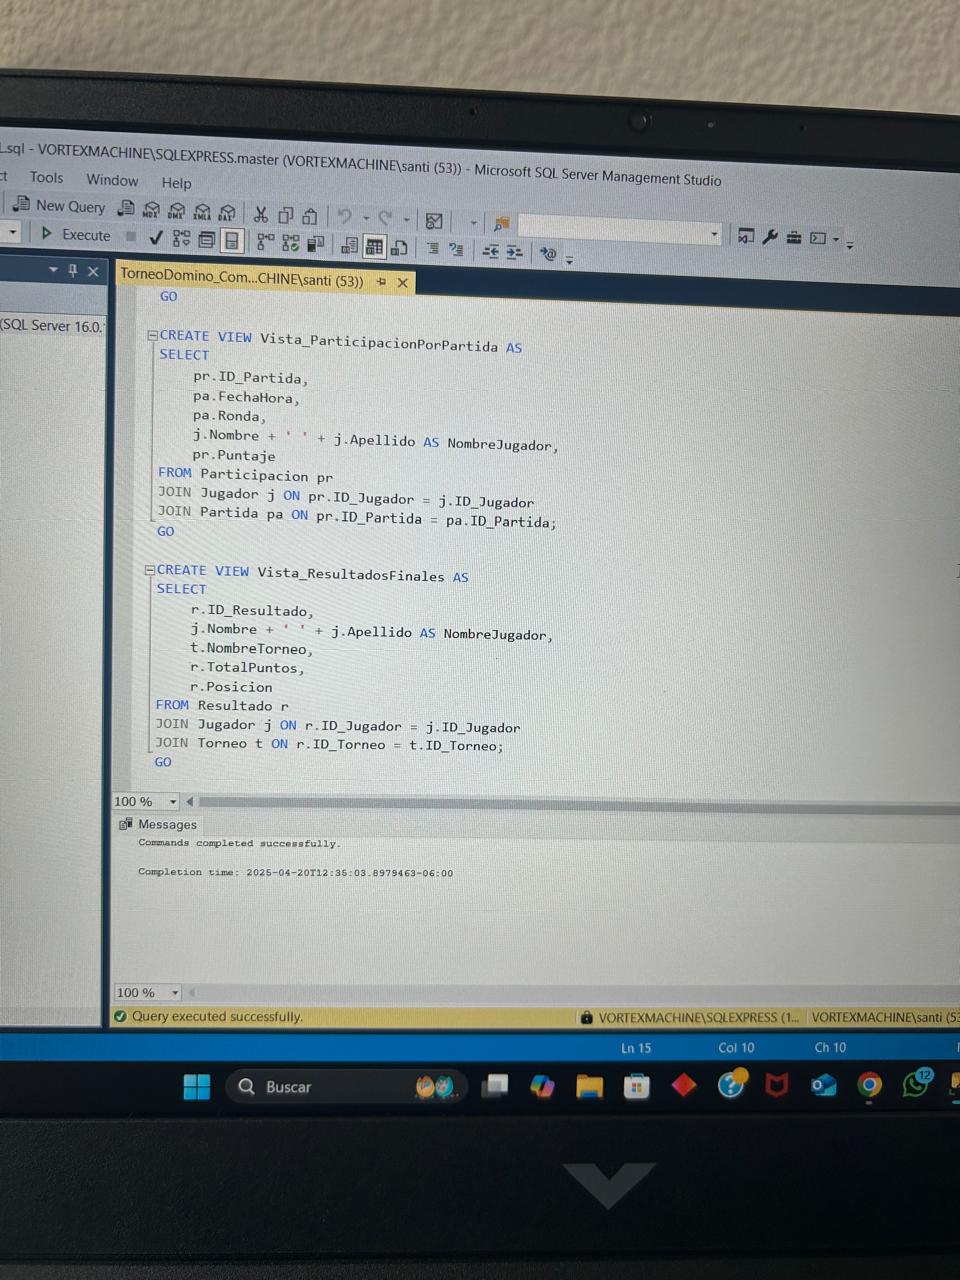 L.sql - VORTEXMACHINE\SQLEXPRESS.master (VORTEXMACHINE\santi (53)) - Microsoft SQL Server Management Studio
ct Tools Window Help
New Query MDX DMX XMLA DAX
Execute
TorneoDomino_Com...CHINE\santi (53))
(SQL Server 16.0.
GO
CREATE VIEW Vista_ParticipacionPorPartida AS
SELECT
pr.ID_Partida,
pa.FechaHora,
pa.Ronda,
j.Nombre + ' ' + j.Apellido AS NombreJugador,
pr.Puntaje
FROM Participacion pr
JOIN Jugador j ON pr.ID_Jugador = j.ID_Jugador
JOIN Partida pa ON pr.ID_Partida = pa.ID_Partida;
GO
CREATE VIEW Vista_ResultadosFinales AS
SELECT
r.ID_Resultado,
j.Nombre + ' ' + j.Apellido AS NombreJugador,
t.NombreTorneo,
r.TotalPuntos,
r.Posicion
FROM Resultado r
JOIN Jugador j ON r.ID_Jugador = j.ID_Jugador
JOIN Torneo t ON r.ID_Torneo = t.ID_Torneo;
GO
100 %
Messages
Commands completed successfully.
Completion time: 2025-04-20T12:35:03.8979463-06:00
100 %
Query executed successfully. VORTEXMACHINE\SQLEXPRESS (1... VORTEXMACHINE\santi (53
Ln 15 Col 10 Ch 10
Buscar
12